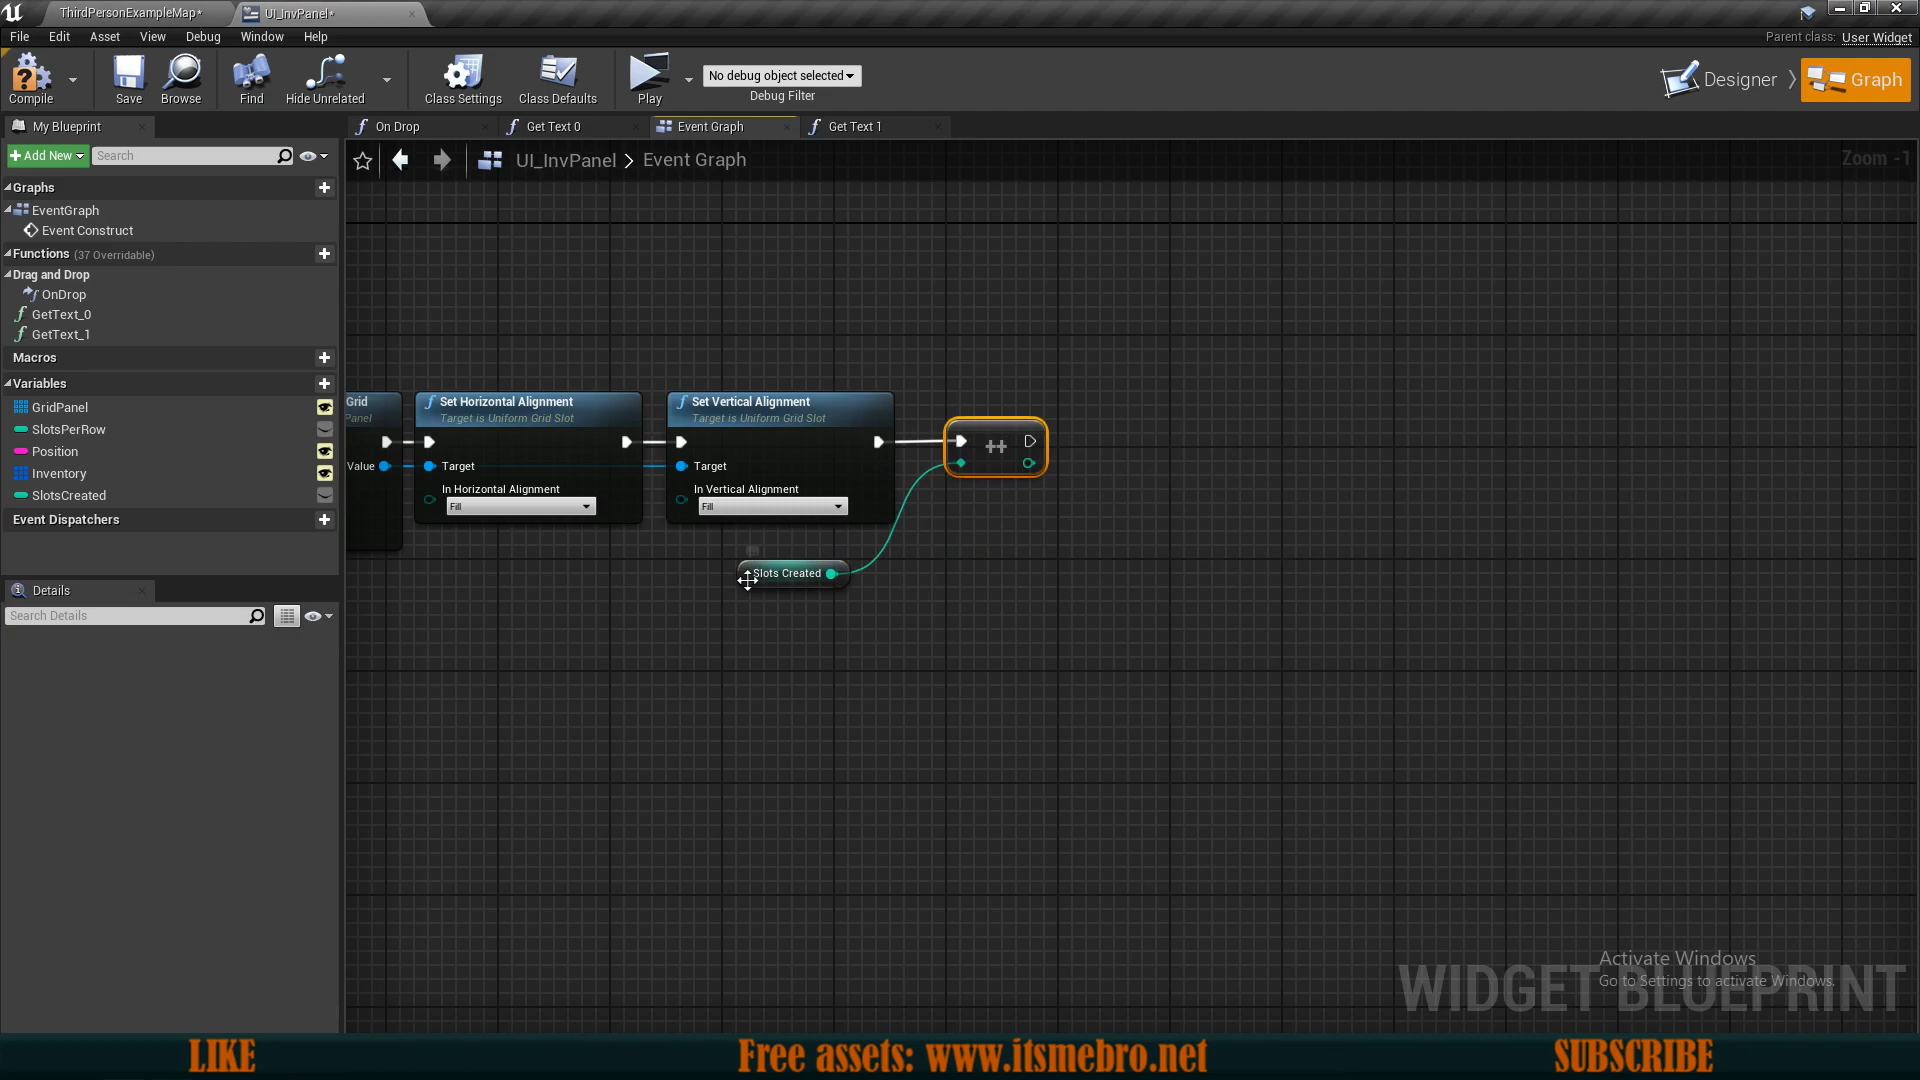 ThirdPersonExampleMap*
UI_InvPanel*
File Edit Asset View Debug Window Help
Parent class: User Widget
Compile
Save
Browse
Find
Hide Unrelated
Class Settings
Class Defaults
Play
No debug object selected
Debug Filter
Designer
Graph
My Blueprint
On Drop
Get Text 0
Event Graph
Get Text 1
Add New
Search
UI_InvPanel > Event Graph
Zoom -1
Graphs
EventGraph
Event Construct
Functions (37 Overridable)
Drag and Drop
OnDrop
GetText_0
GetText_1
Macros
Variables
GridPanel
SlotsPerRow
Position
Inventory
SlotsCreated
Event Dispatchers
Details
Search Details
Grid
Panel
Value
Set Horizontal Alignment
Target is Uniform Grid Slot
Target
In Horizontal Alignment
Fill
Set Vertical Alignment
Target is Uniform Grid Slot
Target
In Vertical Alignment
Fill
++
Slots Created
Activate Windows
Go to Settings to activate Windows.
WIDGET BLUEPRINT
LIKE
Free assets: www.itsmebro.net
SUBSCRIBE